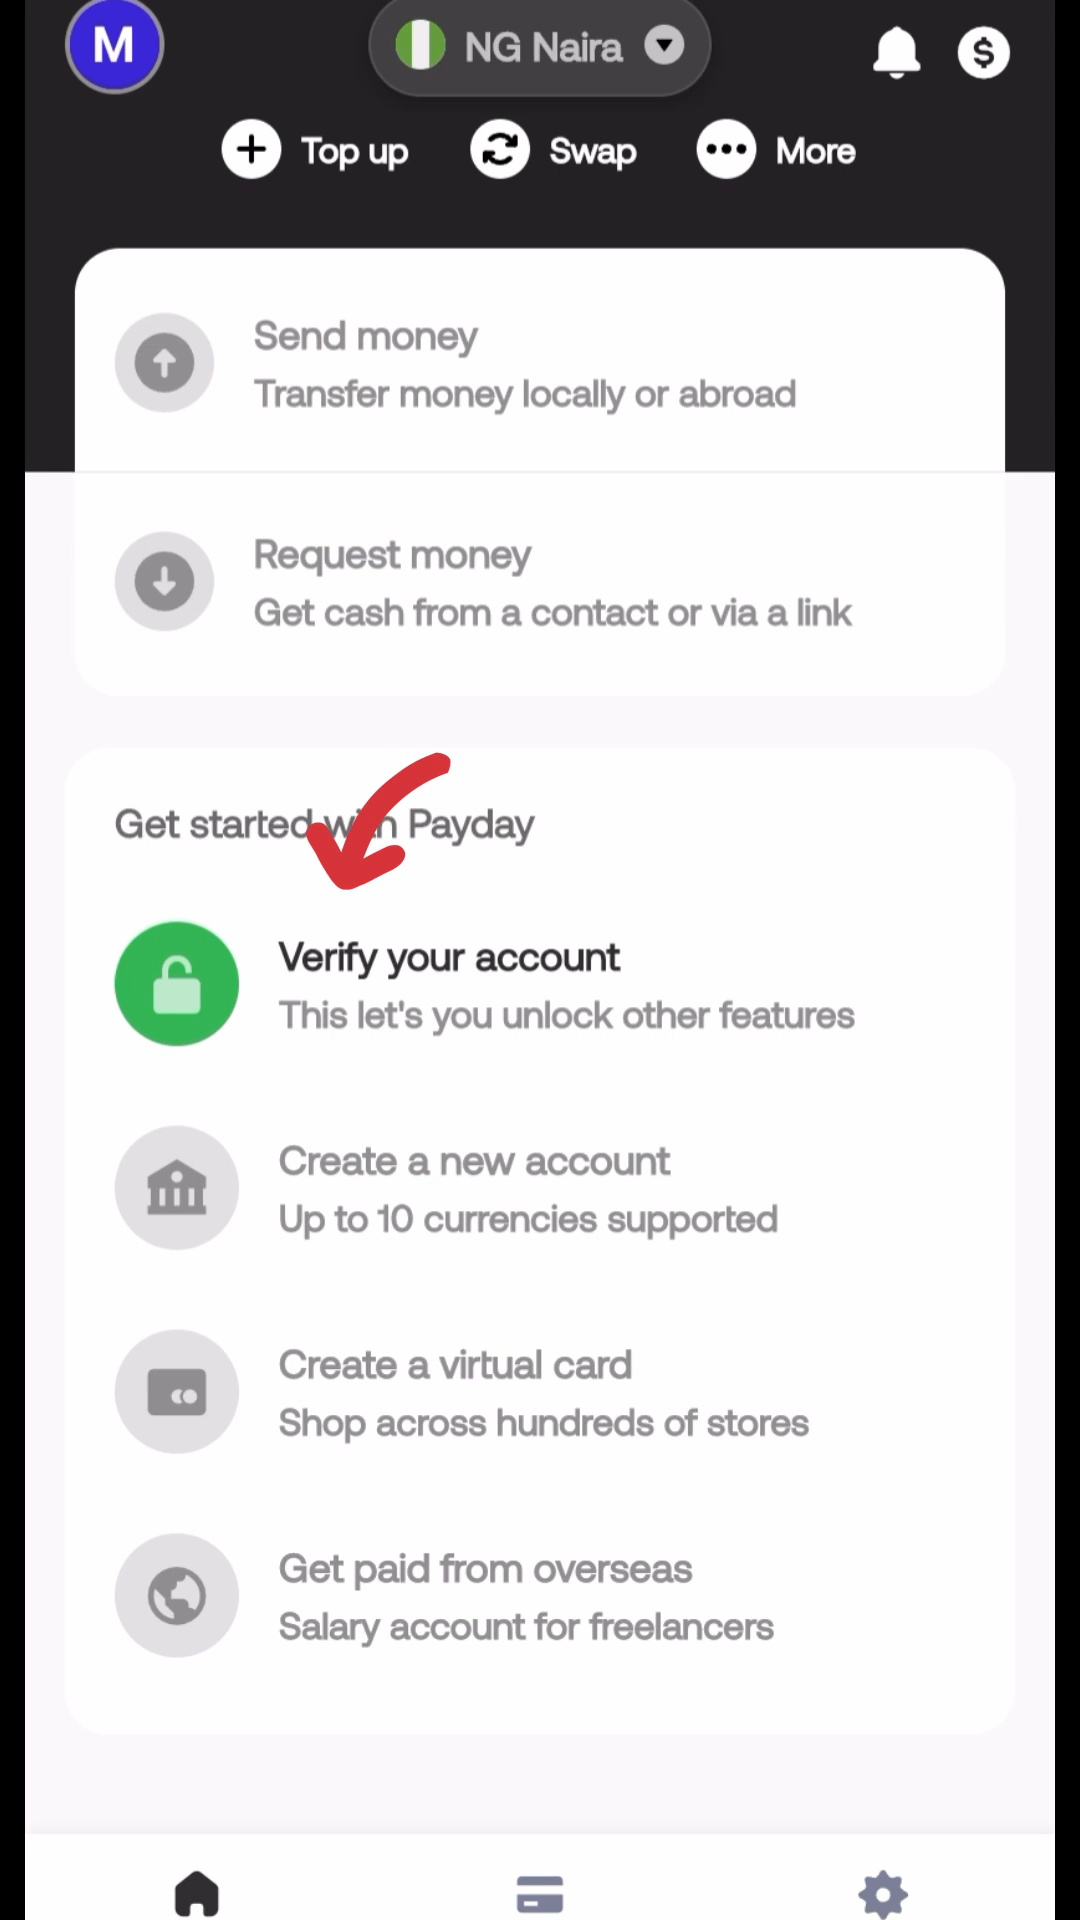 M
NG Naira
$
Top up
Swap
More
Send money
Transfer money locally or abroad
Request money
Get cash from a contact or via a link
Get started with Payday
Verify your account
This let's you unlock other features
Create a new account
Up to 10 currencies supported
Create a virtual card
Shop across hundreds of stores
Get paid from overseas
Salary account for freelancers